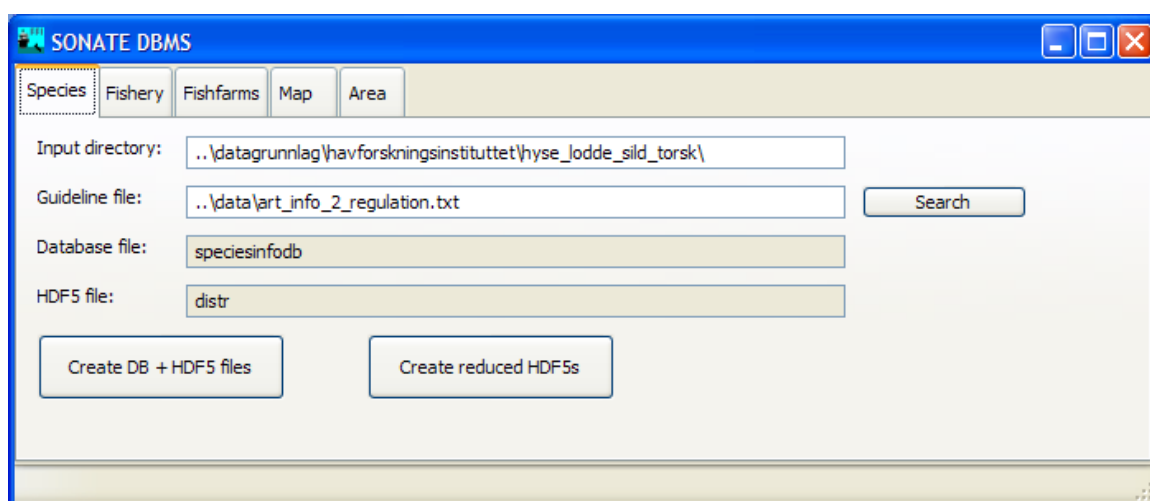 SONATE DBMS
Species Fishery Fishfarms Map Area
Input directory: ..\datagrunnlag\havforskningsinstituttet\hyse_lodde_sild_torsk\
Guideline file: ..\data\art_info_2_regulation.txt Search
Database file: speciesinfodb
HDF5 file: distr
Create DB + HDF5 files Create reduced HDF5s